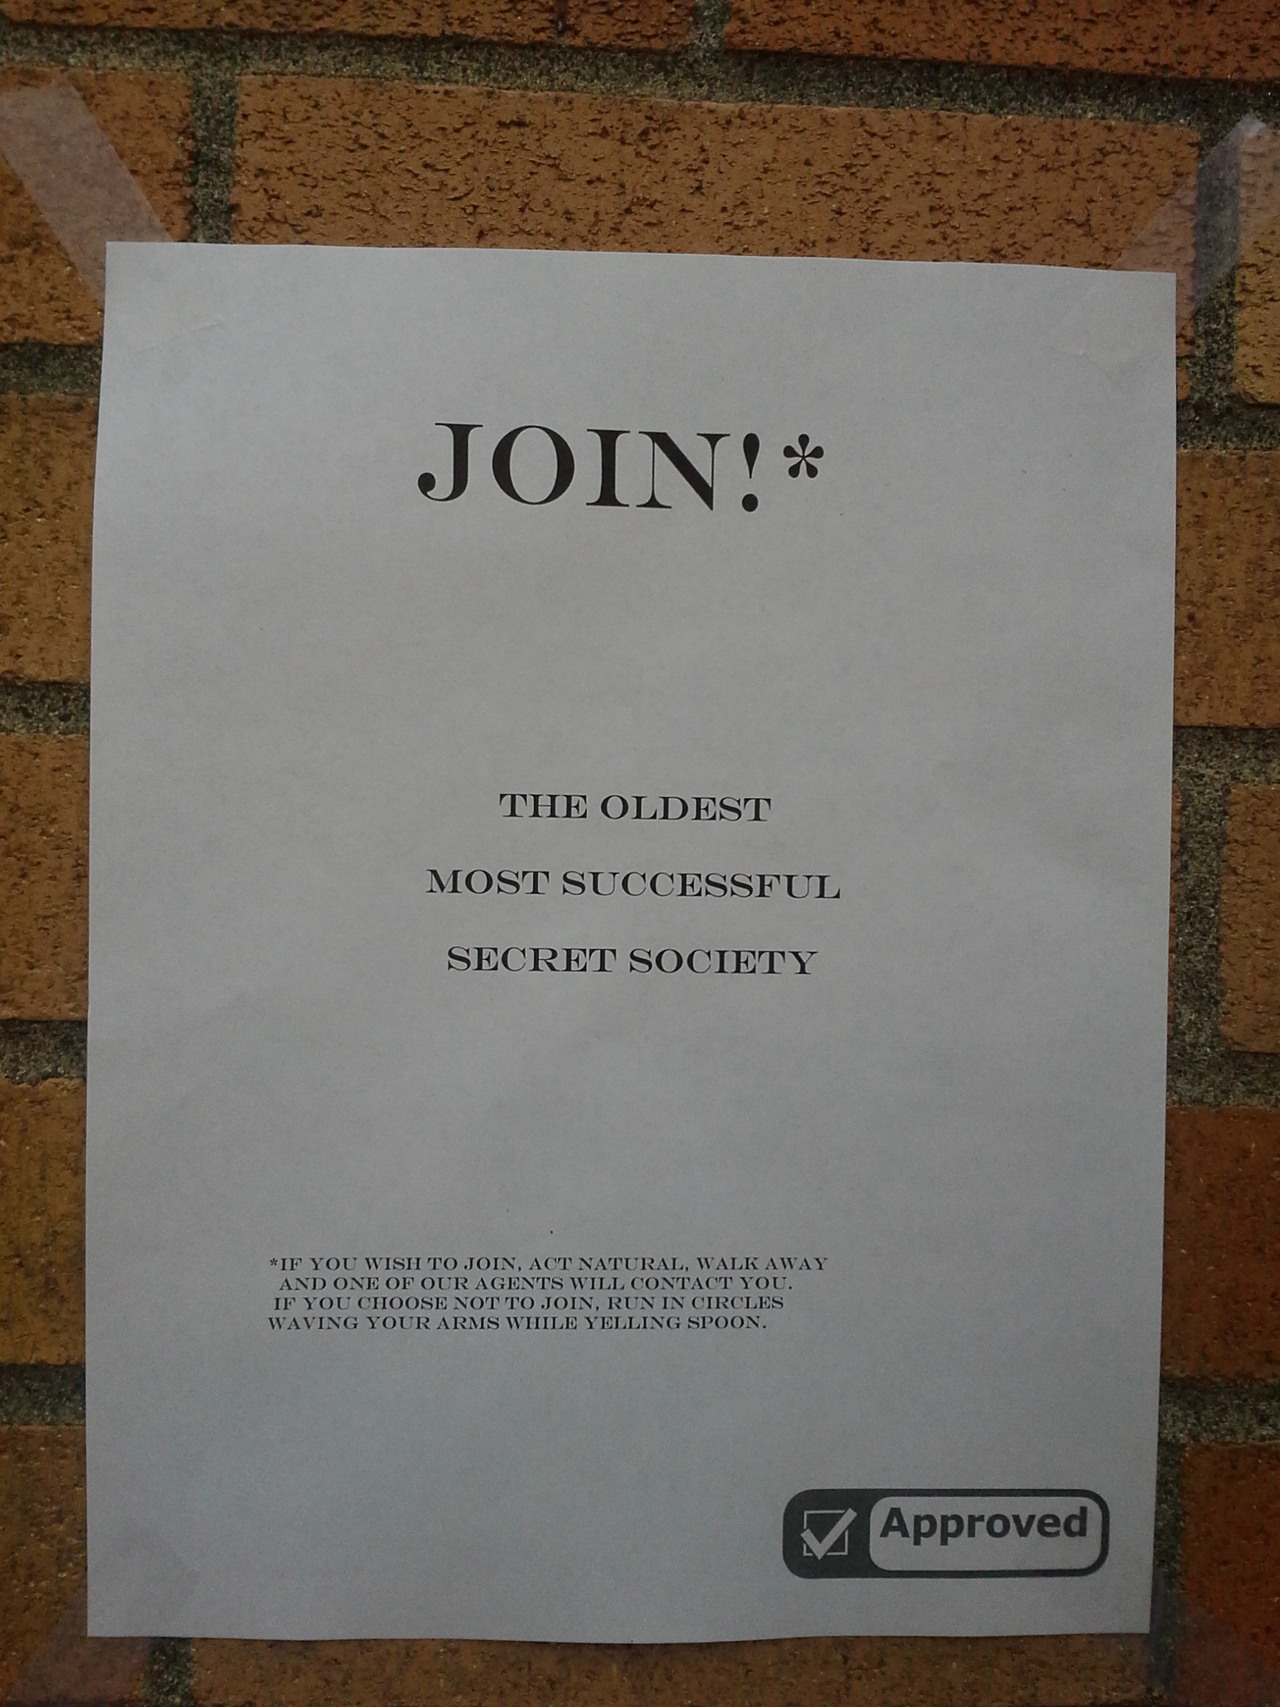 JOIN!*
THE OLDEST
MOST SUCCESSFUL
SECRET SOCIETY
*IF YOU WISH TO JOIN, ACT NATURAL, WALK AWAY
AND ONE OF OUR AGENTS WILL CONTACT YOU.
IF YOU CHOOSE NOT TO JOIN, RUN IN CIRCLES
WAVING YOUR ARMS WHILE YELLING SPOON.
Approved